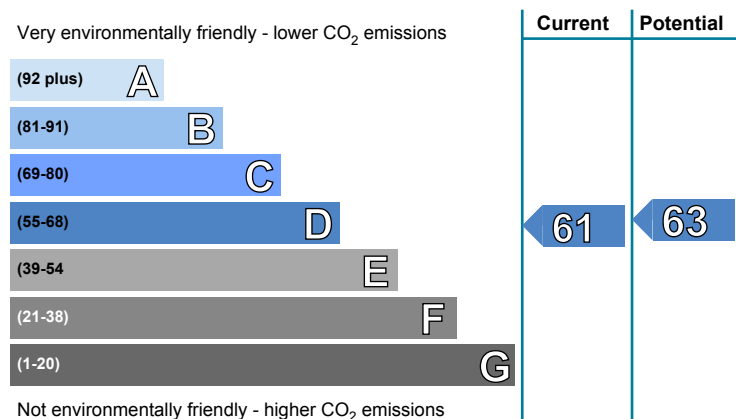 Current Potential
Very environmentally friendly - lower CO₂ emissions
(92 plus) A
(81-91) B
(69-80) C
(55-68) D 61 63
(39-54 E
(21-38) F
(1-20) G
Not environmentally friendly - higher CO₂ emissions